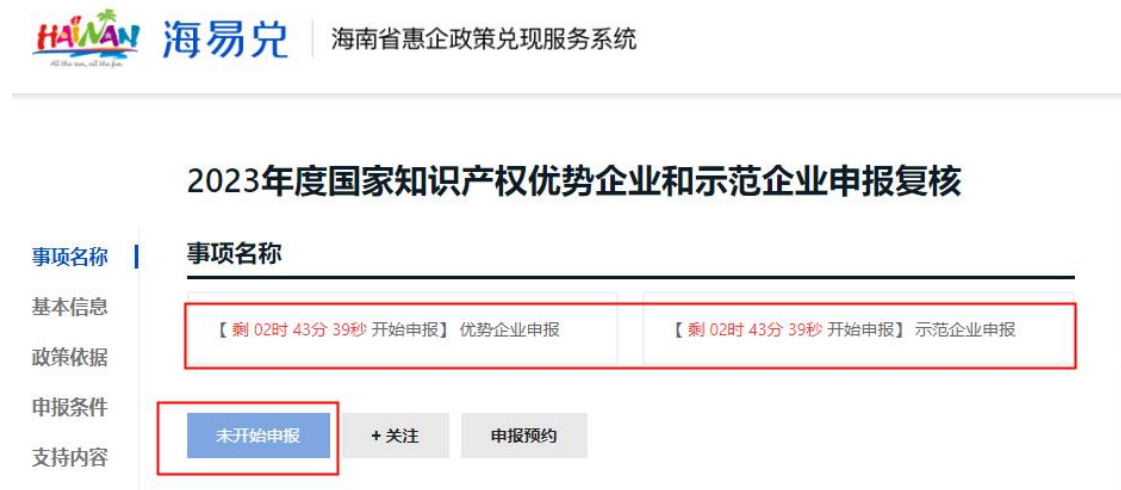 HAINAN 海易兑 海南省惠企政策兑现服务系统
All the sun, all the fun
2023年度国家知识产权优势企业和示范企业申报复核
事项名称
事项名称
基本信息
【 剩 02时 43分 39秒 开始申报】 优势企业申报
【 剩 02时 43分 39秒 开始申报】 示范企业申报
政策依据
申报条件
未开始申报
+ 关注
申报预约
支持内容